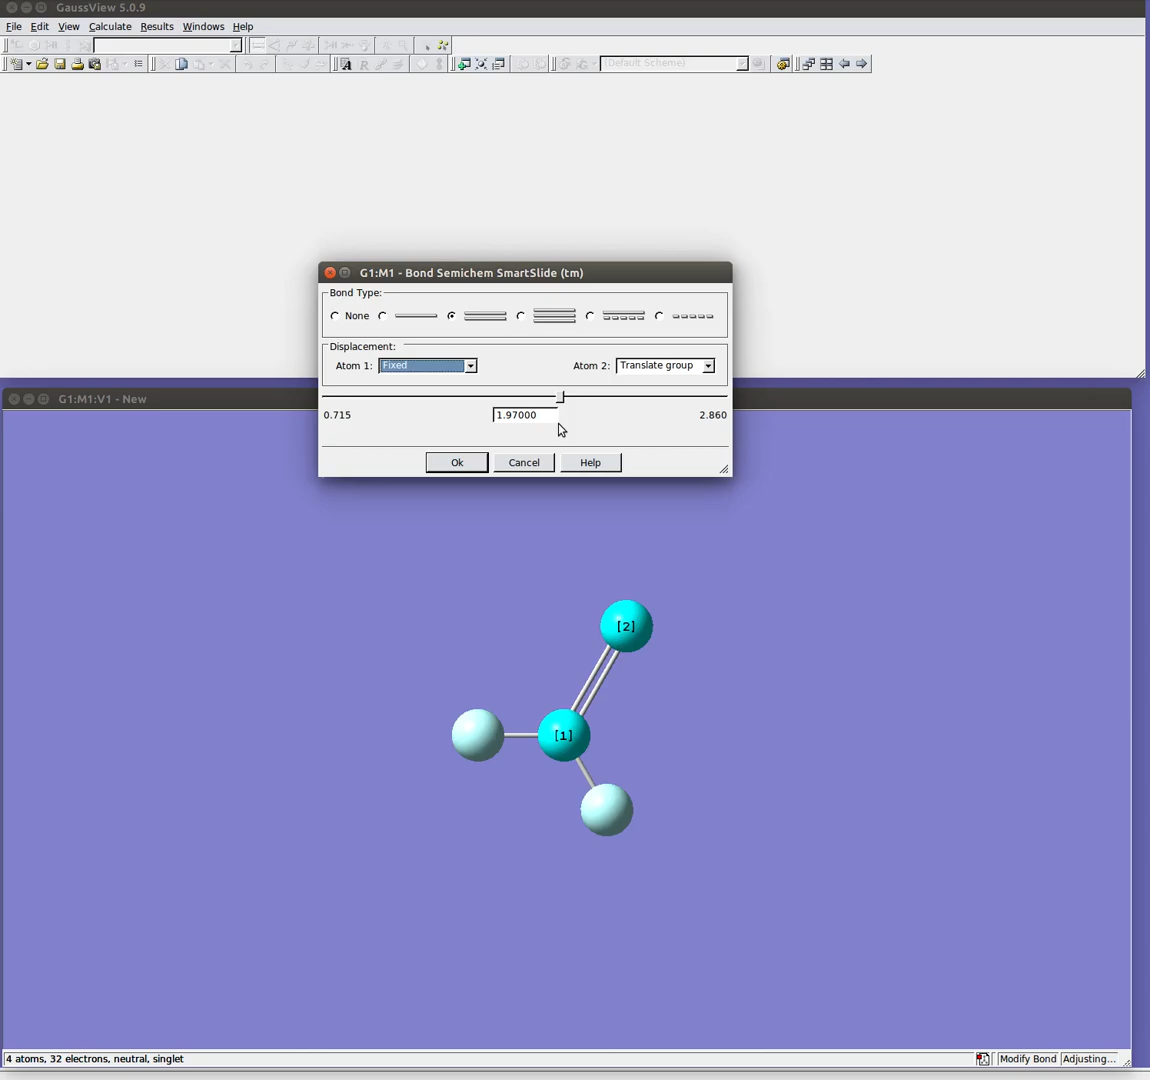 GaussView 5.0.9
File Edit View Calculate Results Windows Help
(Default Scheme)
G1:M1 - Bond Semichem SmartSlide (tm)
Bond Type:
None
Displacement:
Atom 1: Fixed Atom 2: Translate group
0.715 1.97000 2.860
Ok Cancel Help
G1:M1:V1 - New
[2]
[1]
4 atoms, 32 electrons, neutral, singlet Modify Bond Adjusting...